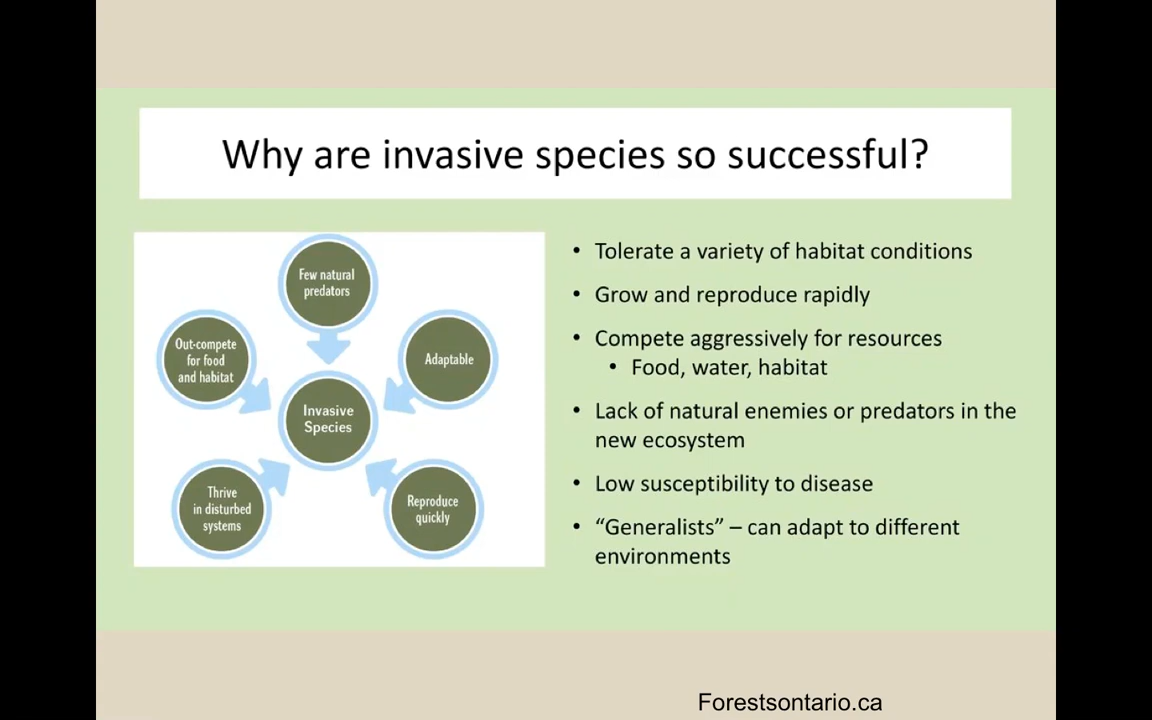 Why are invasive species so successful?
Few natural
predators
Out-compete
for food
and habitat
Adaptable
Invasive
Species
Thrive
in disturbed
systems
Reproduce
quickly
• Tolerate a variety of habitat conditions
• Grow and reproduce rapidly
• Compete aggressively for resources
• Food, water, habitat
• Lack of natural enemies or predators in the
new ecosystem
• Low susceptibility to disease
• “Generalists” – can adapt to different
environments
Forestsontario.ca